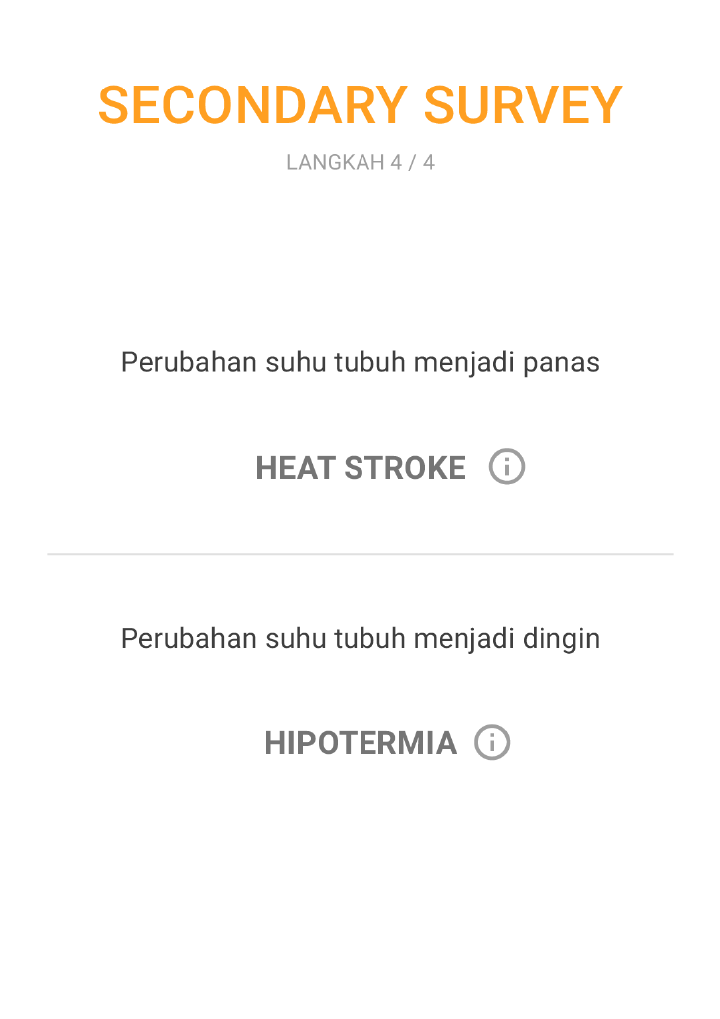 SECONDARY SURVEY
LANGKAH 4 / 4
Perubahan suhu tubuh menjadi panas
HEAT STROKE
Perubahan suhu tubuh menjadi dingin
HIPOTERMIA